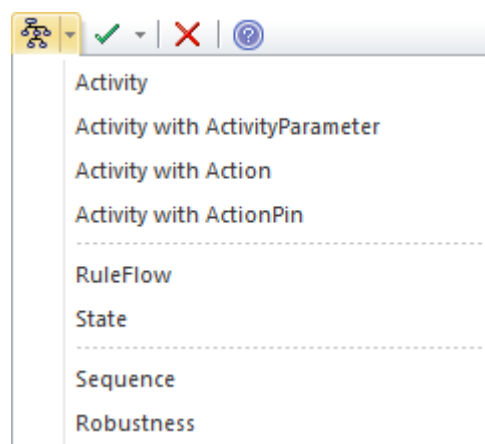 Activity
Activity with ActivityParameter
Activity with Action
Activity with ActionPin
RuleFlow
State
Sequence
Robustness